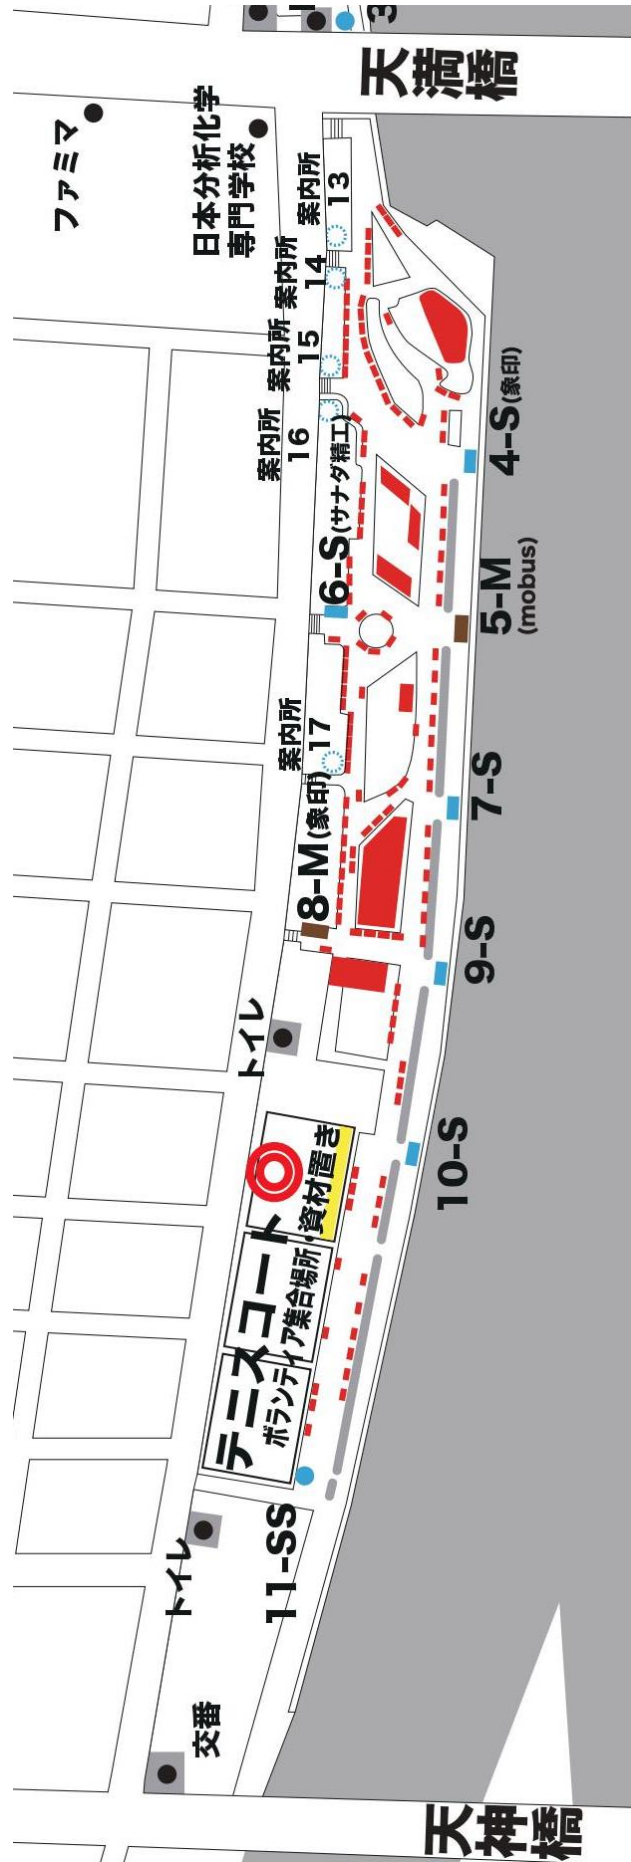 3
天満橋
ファミマ
日本分析化学
専門学校
案内所
13
案内所
14
案内所
15
案内所
16
4-S(象印)
6-S(サナダ精工)
5-M
(mobus)
案内所
17
7-S
8-M(象印)
9-S
トイレ
10-S
テニスコート
ボランティア集合場所・資材置き
11-SS
トイレ
交番
天神橋